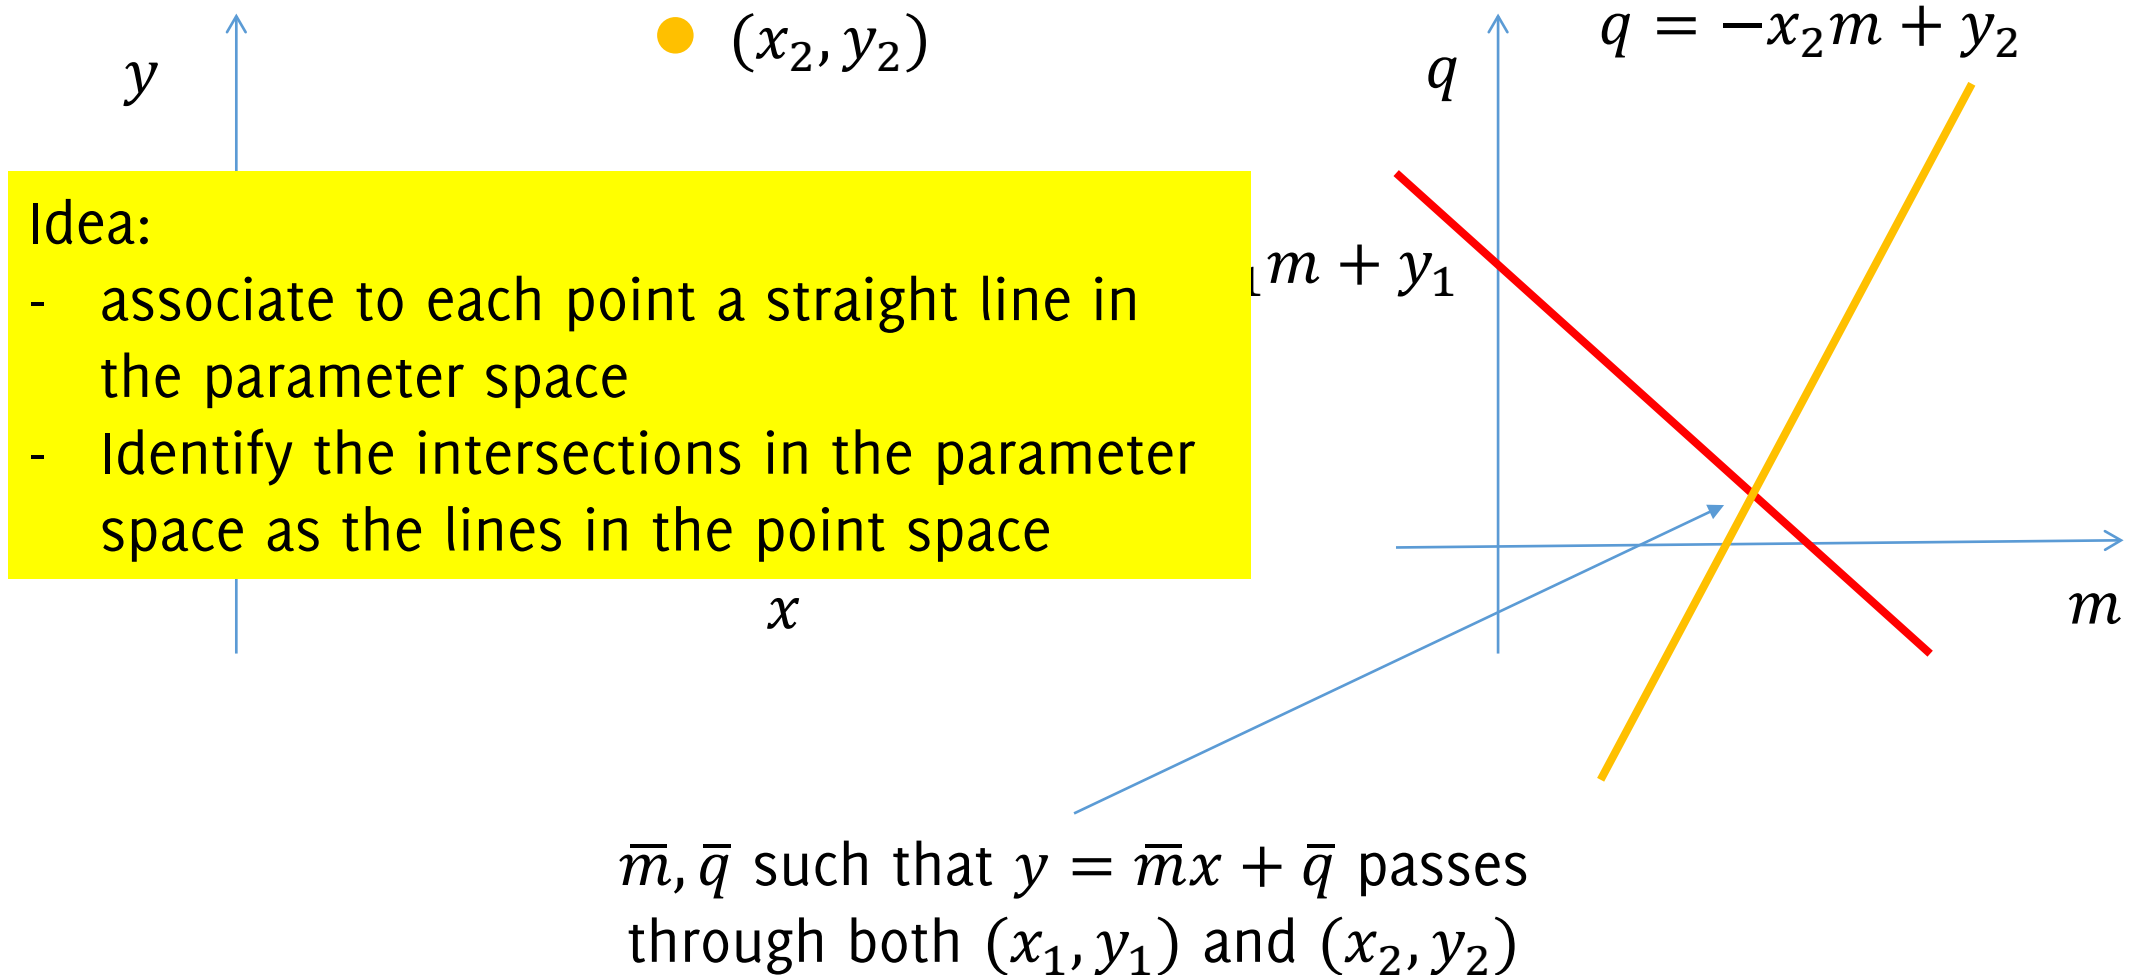 (x₂, y₂)
y
q = −x₂m + y₂
q
Idea:
- associate to each point a straight line in
the parameter space
- Identify the intersections in the parameter
space as the lines in the point space
₁m + y₁
x
m
m̅, q̅ such that y = m̅x + q̅ passes
through both (x₁, y₁) and (x₂, y₂)